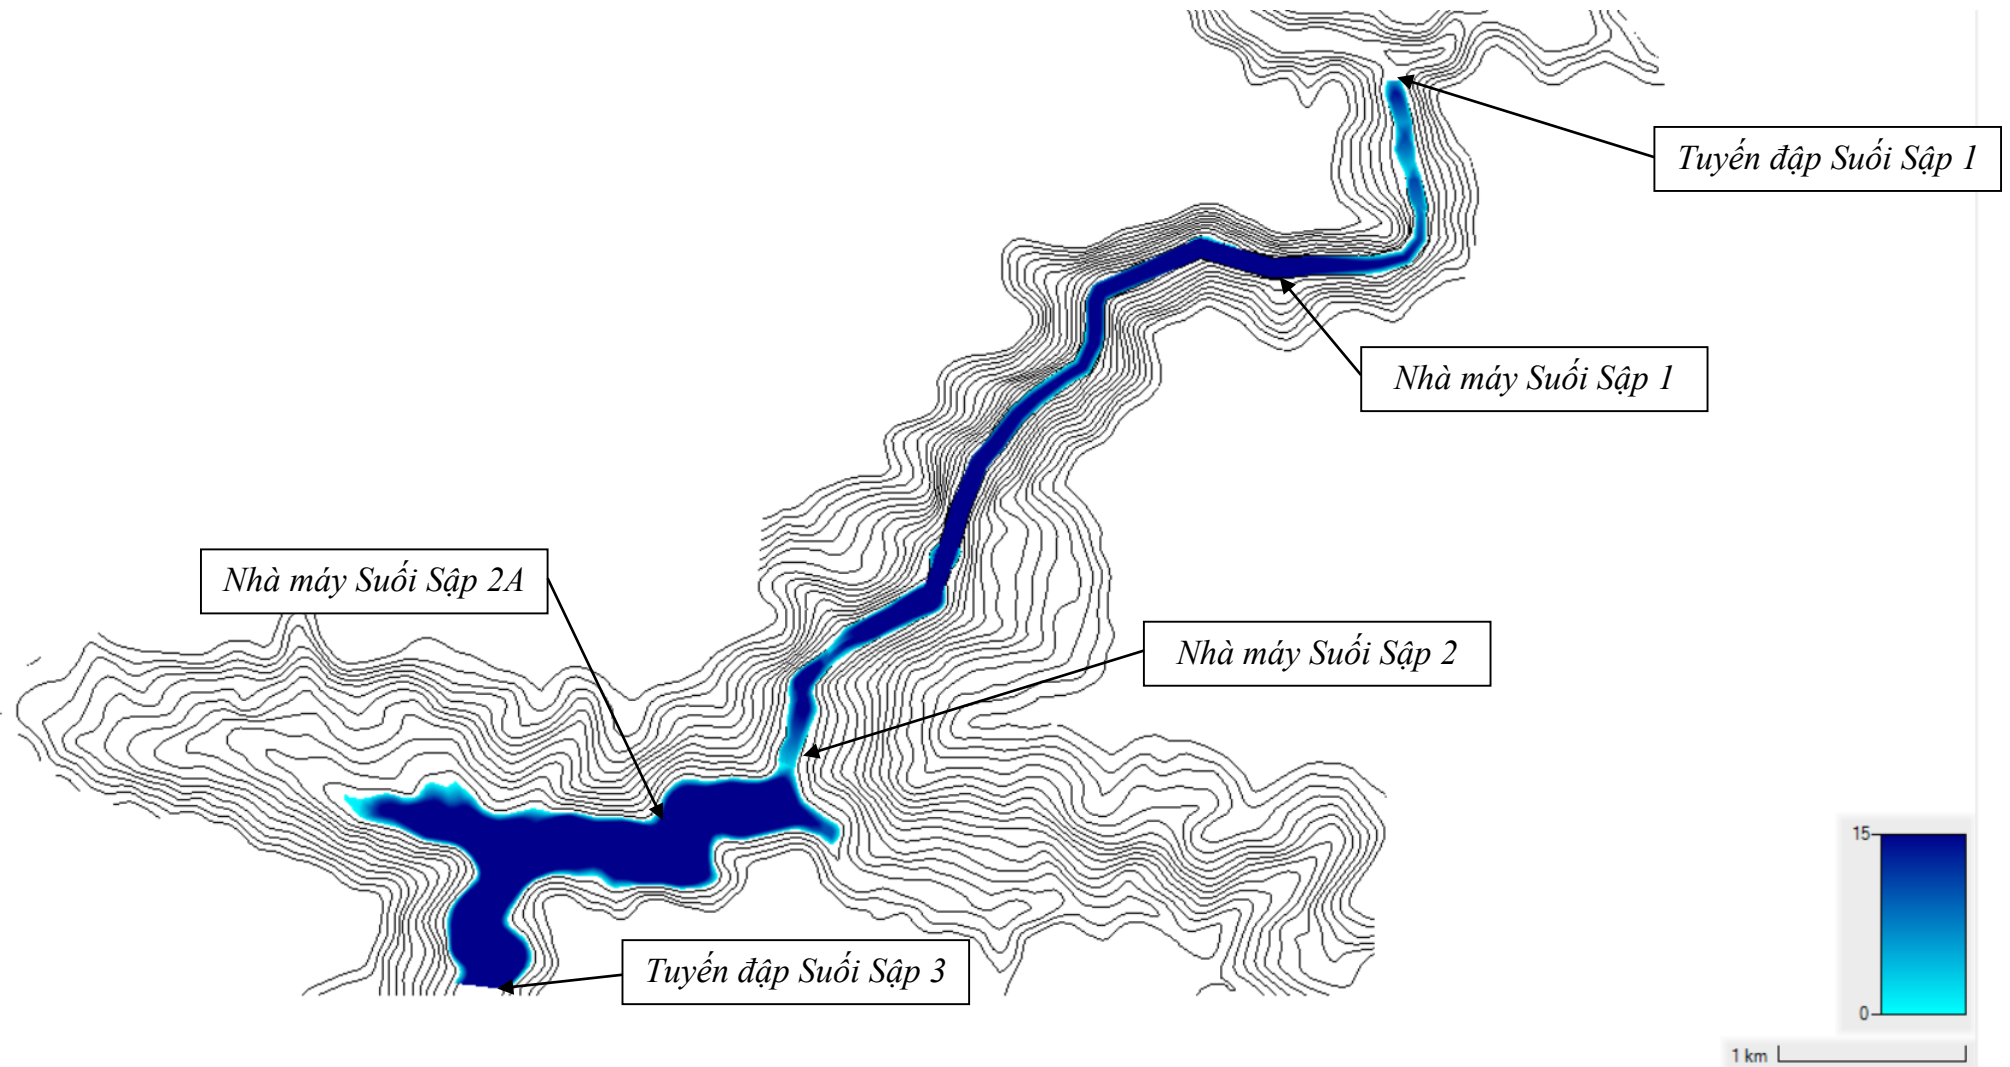 Tuyến đập Suối Sập 1
Nhà máy Suối Sập 1
Nhà máy Suối Sập 2A
Nhà máy Suối Sập 2
Tuyến đập Suối Sập 3
15
0
1 km